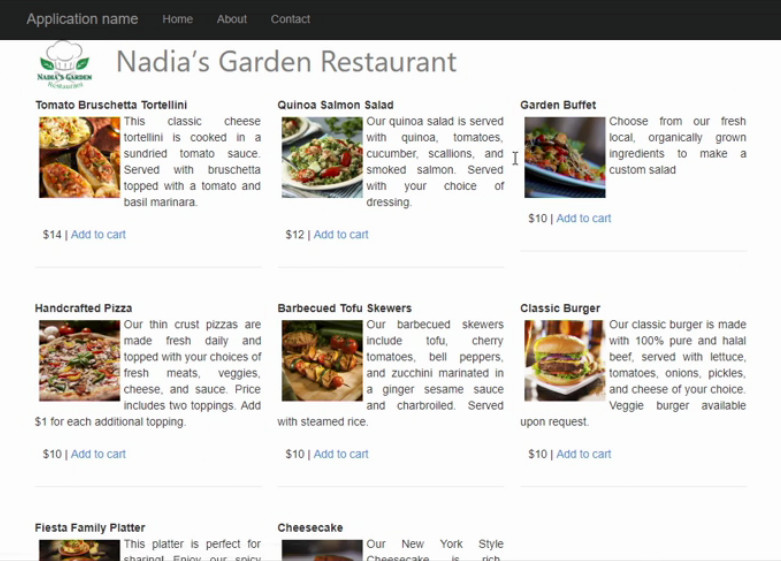 Application name Home About Contact
NADIA'S GARDEN
Restaurant
Nadia's Garden Restaurant
Tomato Bruschetta Tortellini
This classic cheese
tortellini is cooked in a
sundried tomato sauce.
Served with bruschetta
topped with a tomato and
basil marinara.
$14 | Add to cart
Quinoa Salmon Salad
Our quinoa salad is served
with quinoa, tomatoes,
cucumber, scallions, and
smoked salmon. Served
with your choice of
dressing.
$12 | Add to cart
Garden Buffet
Choose from our fresh
local, organically grown
ingredients to make a
custom salad
$10 | Add to cart
Handcrafted Pizza
Our thin crust pizzas are
made fresh daily and
topped with your choices of
fresh meats, veggies,
cheese, and sauce. Price
includes two toppings. Add
$1 for each additional topping.
$10 | Add to cart
Barbecued Tofu Skewers
Our barbecued skewers
include tofu, cherry
tomatoes, bell peppers,
and zucchini marinated in
a ginger sesame sauce
and charbroiled. Served
with steamed rice.
$10 | Add to cart
Classic Burger
Our classic burger is made
with 100% pure and halal
beef, served with lettuce,
tomatoes, onions, pickles,
and cheese of your choice.
Veggie burger available
upon request.
$10 | Add to cart
Fiesta Family Platter
This platter is perfect for
sharing! Enjoy our spicy
Cheesecake
Our New York Style
Cheesecake is rich,